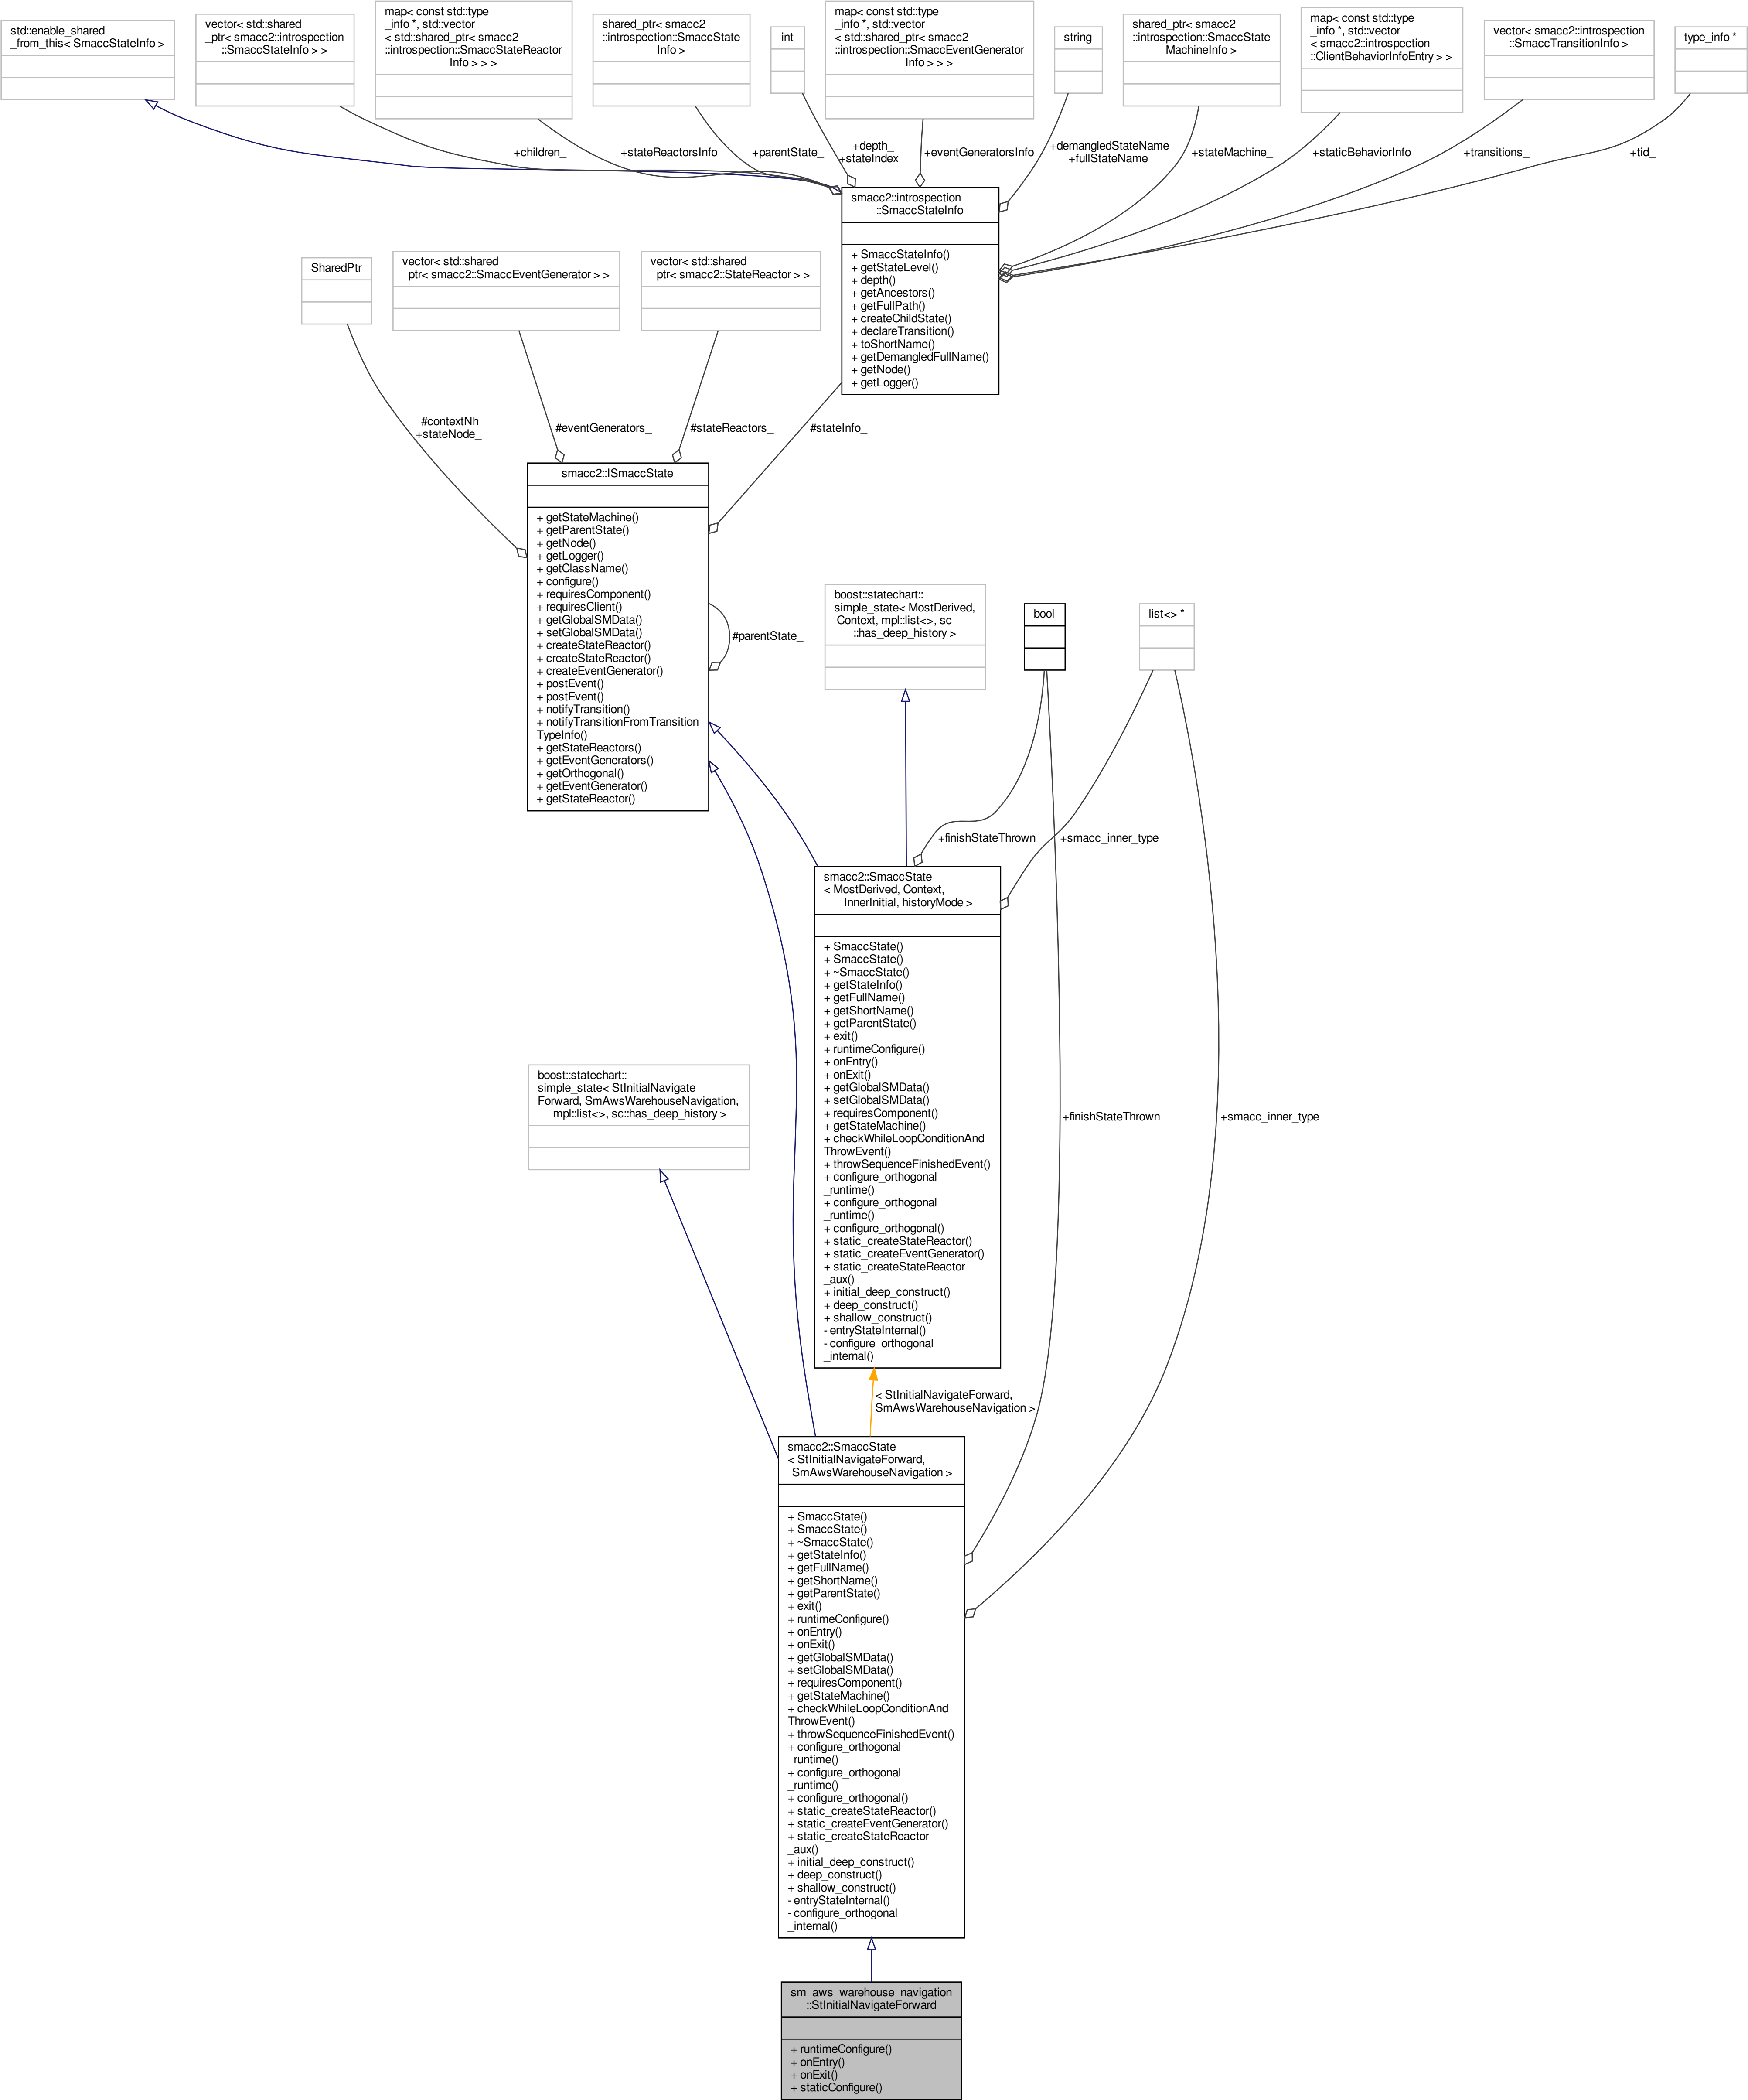 std::enable_shared
_from_this< SmaccStateInfo >
vector< std::shared
_ptr< smacc2::introspection
::SmaccStateInfo > >
map< const std::type
_info *, std::vector
< std::shared_ptr< smacc2
::introspection::SmaccStateReactor
Info > > >
shared_ptr< smacc2
::introspection::SmaccState
Info >
int
map< const std::type
_info *, std::vector
< std::shared_ptr< smacc2
::introspection::SmaccEventGenerator
Info > > >
string
shared_ptr< smacc2
::introspection::SmaccState
MachineInfo >
map< const std::type
_info *, std::vector
< smacc2::introspection
::ClientBehaviorInfoEntry > >
vector< smacc2::introspection
::SmaccTransitionInfo >
type_info *
+children_
+stateReactorsInfo
+parentState_
+depth_
+stateIndex_
+eventGeneratorsInfo
+demangledStateName
+fullStateName
+stateMachine_
+staticBehaviorInfo
+transitions_
+tid_
smacc2::introspection
::SmaccStateInfo
+ SmaccStateInfo()
+ getStateLevel()
+ depth()
+ getAncestors()
+ getFullPath()
+ createChildState()
+ declareTransition()
+ toShortName()
+ getDemangledFullName()
+ getNode()
+ getLogger()
SharedPtr
vector< std::shared
_ptr< smacc2::SmaccEventGenerator > >
vector< std::shared
_ptr< smacc2::StateReactor > >
#contextNh
+stateNode_
#eventGenerators_
#stateReactors_
#stateInfo_
smacc2::ISmaccState
+ getStateMachine()
+ getParentState()
+ getNode()
+ getLogger()
+ getClassName()
+ configure()
+ requiresComponent()
+ requiresClient()
+ getGlobalSMData()
+ setGlobalSMData()
+ createStateReactor()
+ createStateReactor()
+ createEventGenerator()
+ postEvent()
+ postEvent()
+ notifyTransition()
+ notifyTransitionFromTransition
TypeInfo()
+ getStateReactors()
+ getEventGenerators()
+ getOrthogonal()
+ getEventGenerator()
+ getStateReactor()
#parentState_
boost::statechart::
simple_state< MostDerived,
Context, mpl::list<>, sc
::has_deep_history >
bool
list<> *
+finishStateThrown
+smacc_inner_type
smacc2::SmaccState
< MostDerived, Context,
InnerInitial, historyMode >
+ SmaccState()
+ SmaccState()
+ ~SmaccState()
+ getStateInfo()
+ getFullName()
+ getShortName()
+ getParentState()
+ exit()
+ runtimeConfigure()
+ onEntry()
+ onExit()
+ getGlobalSMData()
+ setGlobalSMData()
+ requiresComponent()
+ getStateMachine()
+ checkWhileLoopConditionAnd
ThrowEvent()
+ throwSequenceFinishedEvent()
+ configure_orthogonal
_runtime()
+ configure_orthogonal
_runtime()
+ configure_orthogonal()
+ static_createStateReactor()
+ static_createEventGenerator()
+ static_createStateReactor
_aux()
+ initial_deep_construct()
+ deep_construct()
+ shallow_construct()
- entryStateInternal()
- configure_orthogonal
_internal()
boost::statechart::
simple_state< StInitialNavigate
Forward, SmAwsWarehouseNavigation,
mpl::list<>, sc::has_deep_history >
+finishStateThrown
+smacc_inner_type
< StInitialNavigateForward,
SmAwsWarehouseNavigation >
smacc2::SmaccState
< StInitialNavigateForward,
SmAwsWarehouseNavigation >
+ SmaccState()
+ SmaccState()
+ ~SmaccState()
+ getStateInfo()
+ getFullName()
+ getShortName()
+ getParentState()
+ exit()
+ runtimeConfigure()
+ onEntry()
+ onExit()
+ getGlobalSMData()
+ setGlobalSMData()
+ requiresComponent()
+ getStateMachine()
+ checkWhileLoopConditionAnd
ThrowEvent()
+ throwSequenceFinishedEvent()
+ configure_orthogonal
_runtime()
+ configure_orthogonal
_runtime()
+ configure_orthogonal()
+ static_createStateReactor()
+ static_createEventGenerator()
+ static_createStateReactor
_aux()
+ initial_deep_construct()
+ deep_construct()
+ shallow_construct()
- entryStateInternal()
- configure_orthogonal
_internal()
sm_aws_warehouse_navigation
::StInitialNavigateForward
+ runtimeConfigure()
+ onEntry()
+ onExit()
+ staticConfigure()